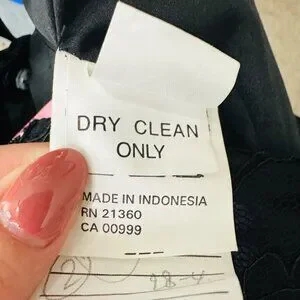 DRY CLEAN
ONLY
MADE IN INDONESIA
RN 21360
CA 00999